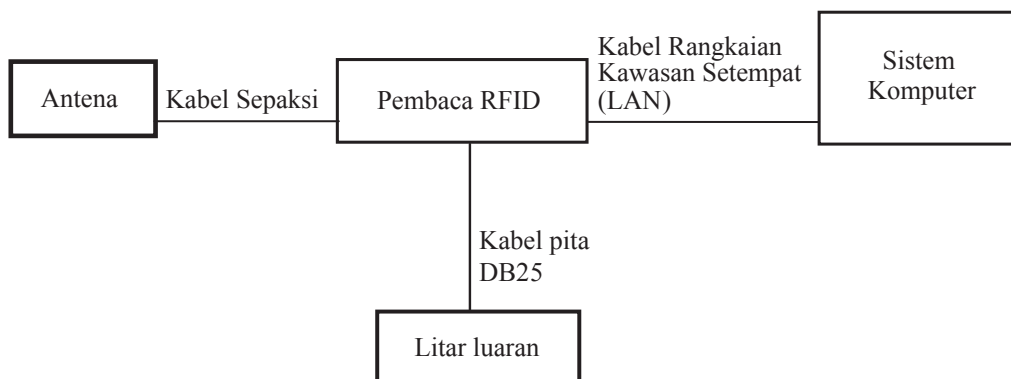 Antena
Kabel Sepaksi
Pembaca RFID
Kabel Rangkaian
Kawasan Setempat
(LAN)
Sistem
Komputer
Kabel pita
DB25
Litar luaran